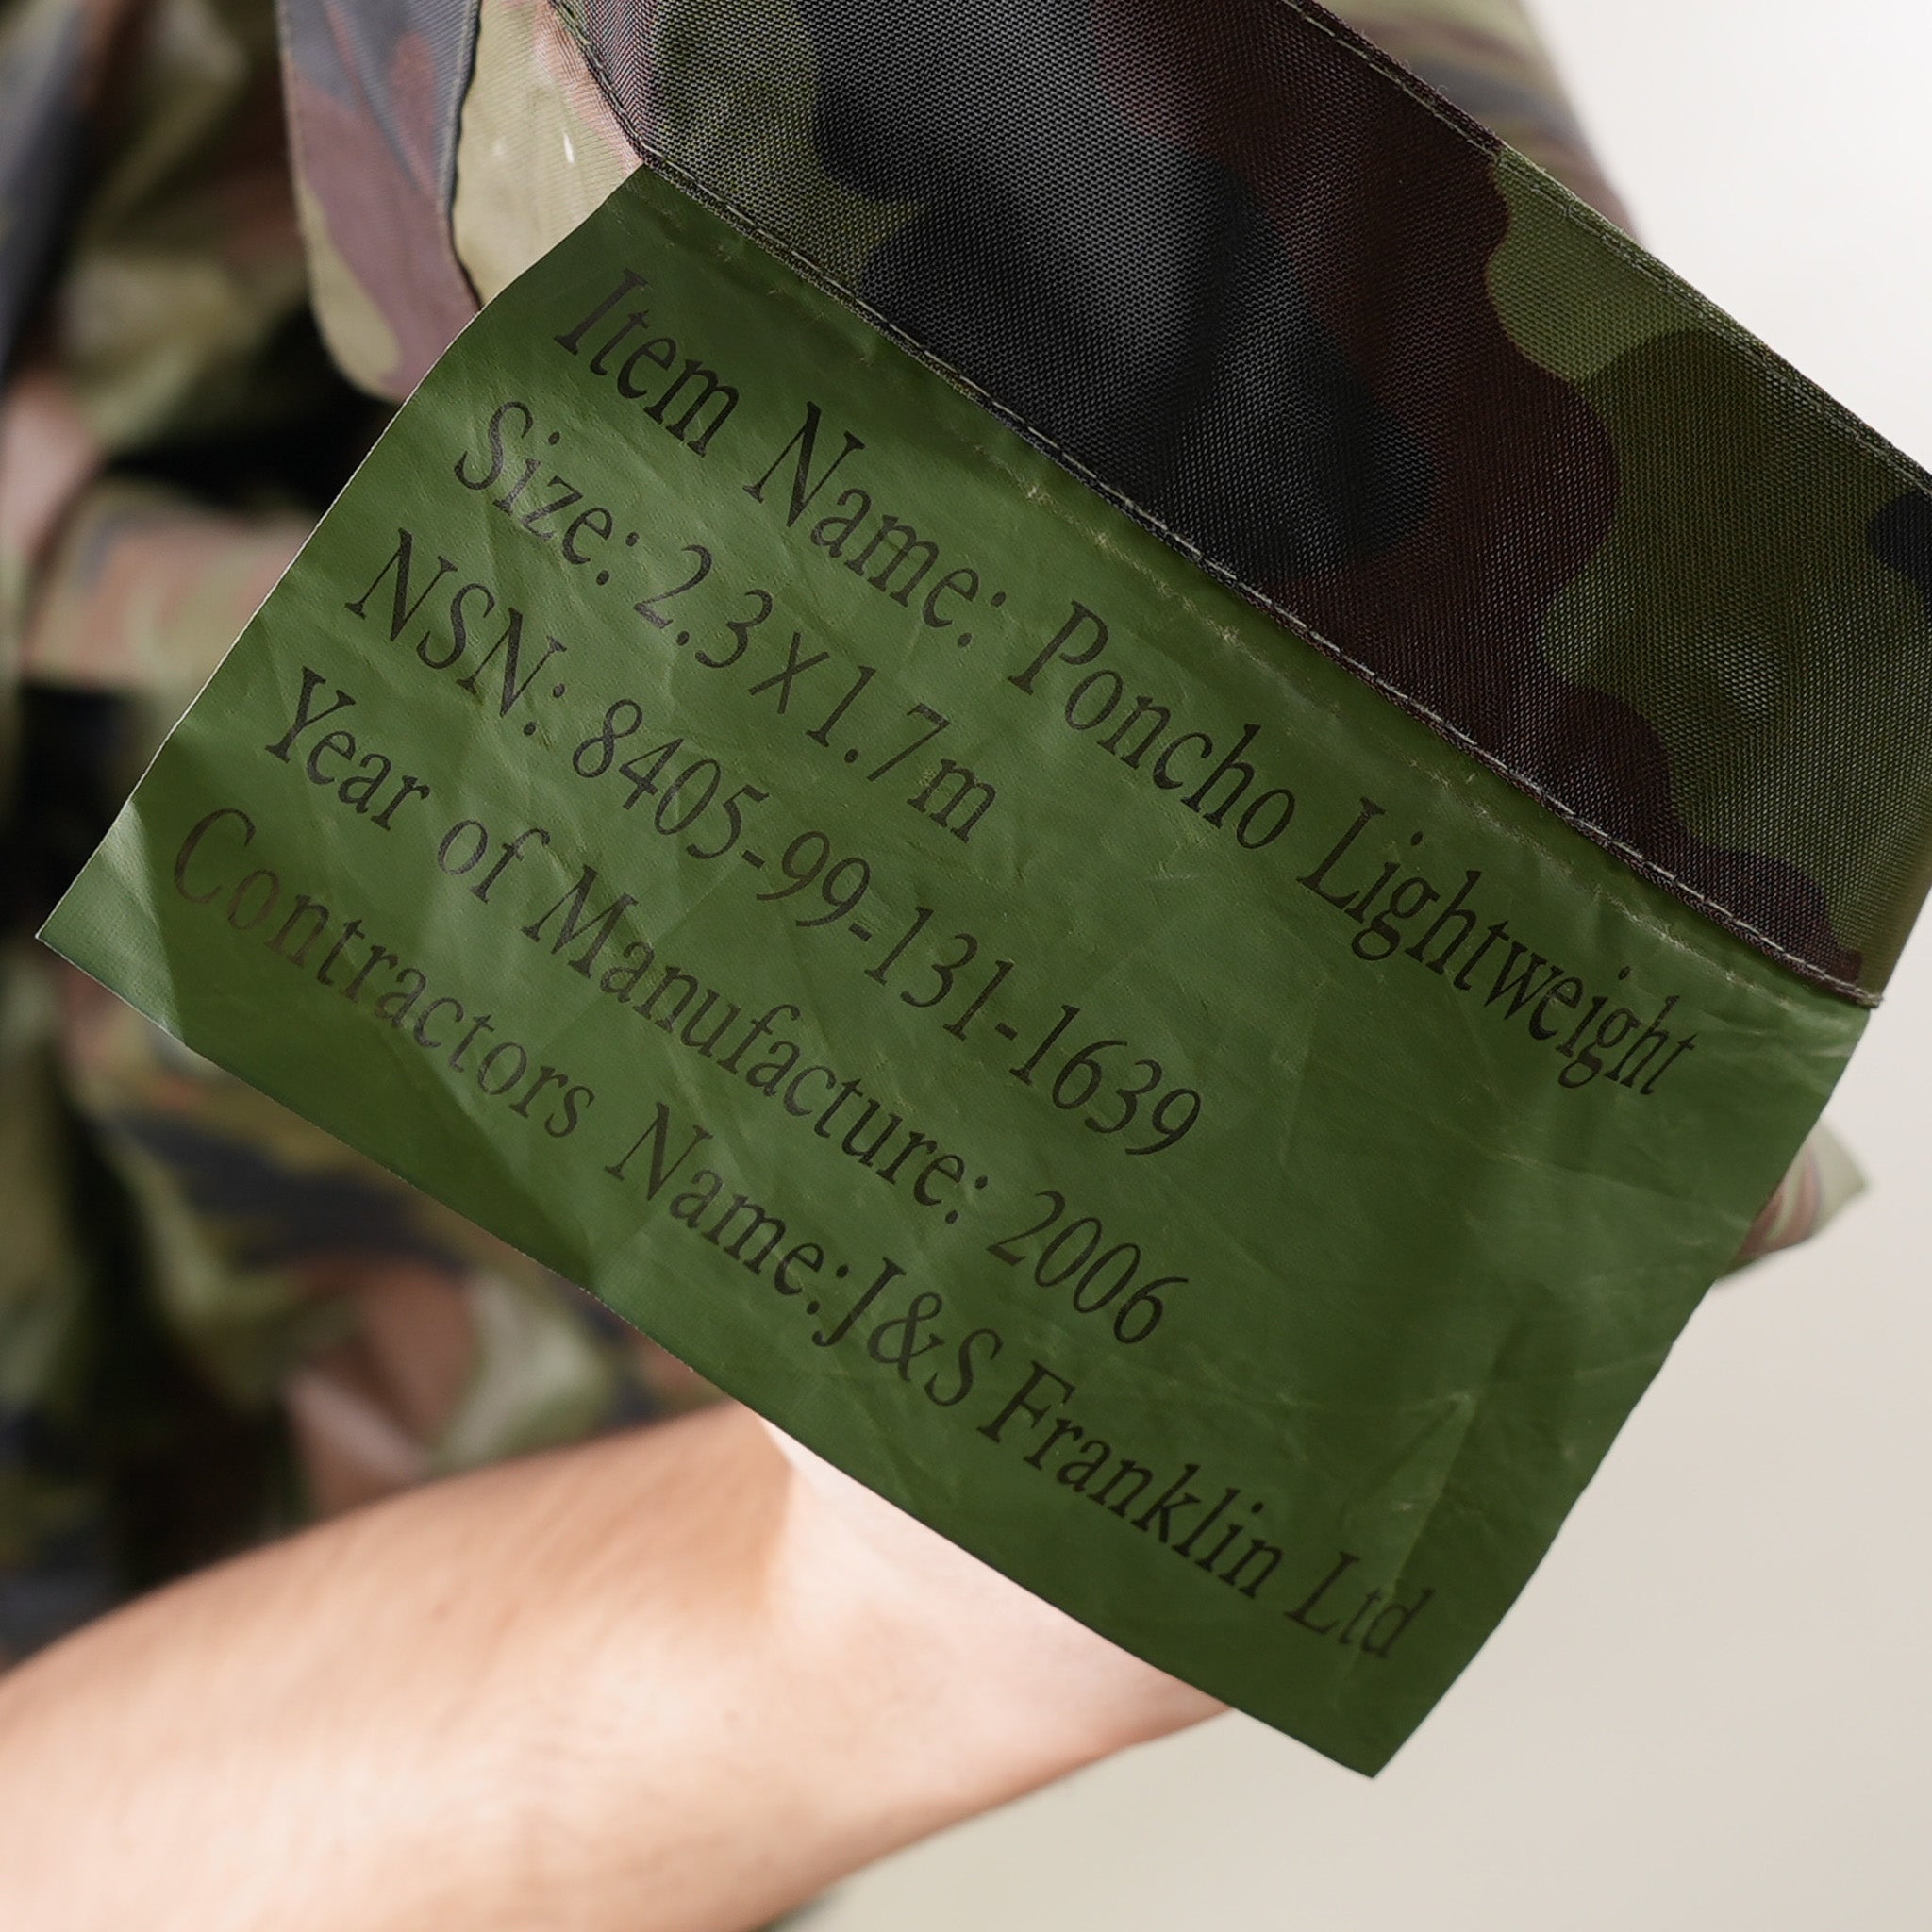 Item Name: Poncho Lightweight
Size: 2.3×1.7m
NSN: 8405-99-131-1639
Year of Manufacture: 2006
Contractors Name:J&S Franklin Ltd